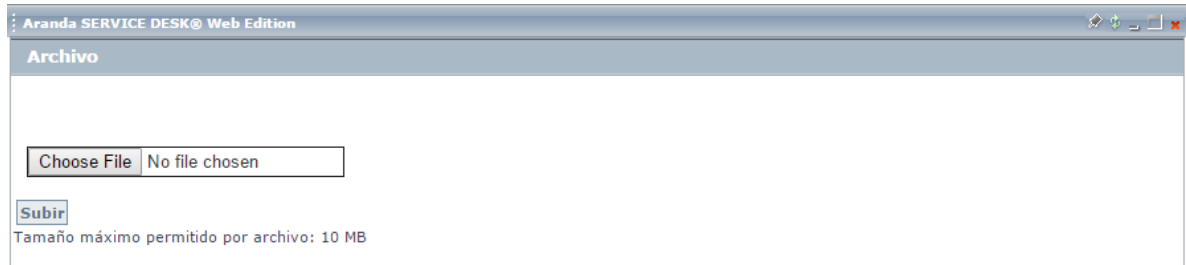 Aranda SERVICE DESK® Web Edition
Archivo
Choose File No file chosen
Subir
Tamaño máximo permitido por archivo: 10 MB